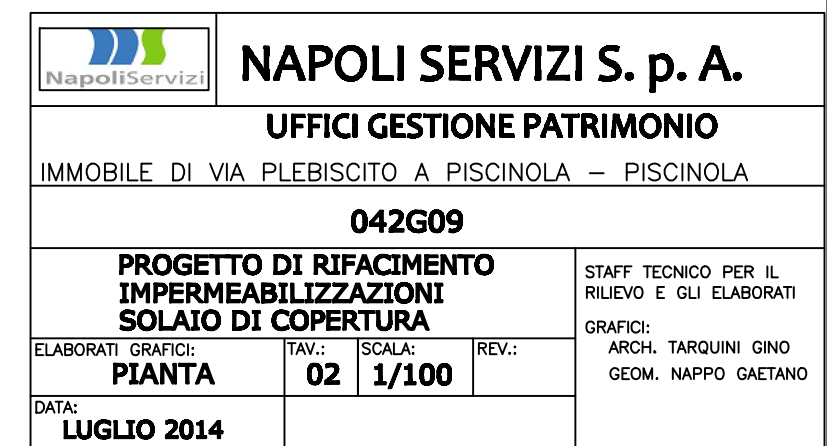 NapoliServizi
NAPOLI SERVIZI S. p. A.
UFFICI GESTIONE PATRIMONIO
IMMOBILE DI VIA PLEBISCITO A PISCINOLA – PISCINOLA
042G09
PROGETTO DI RIFACIMENTO
IMPERMEABILIZZAZIONI
SOLAIO DI COPERTURA
STAFF TECNICO PER IL
RILIEVO E GLI ELABORATI
GRAFICI:
ARCH. TARQUINI GINO
GEOM. NAPPO GAETANO
ELABORATI GRAFICI:
PIANTA
TAV.:
02
SCALA:
1/100
REV.:
DATA:
LUGLIO 2014